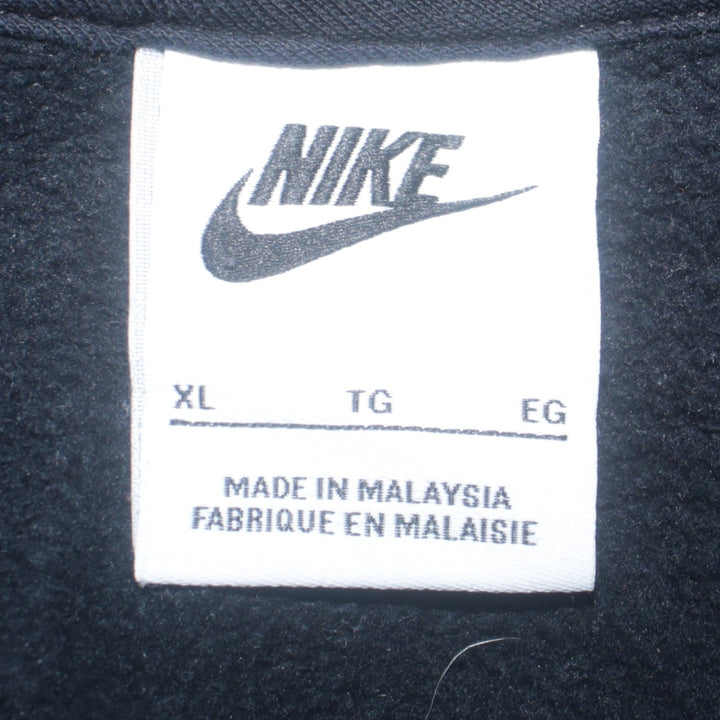 NIKE
XL TG EG
MADE IN MALAYSIA
FABRIQUE EN MALAISIE